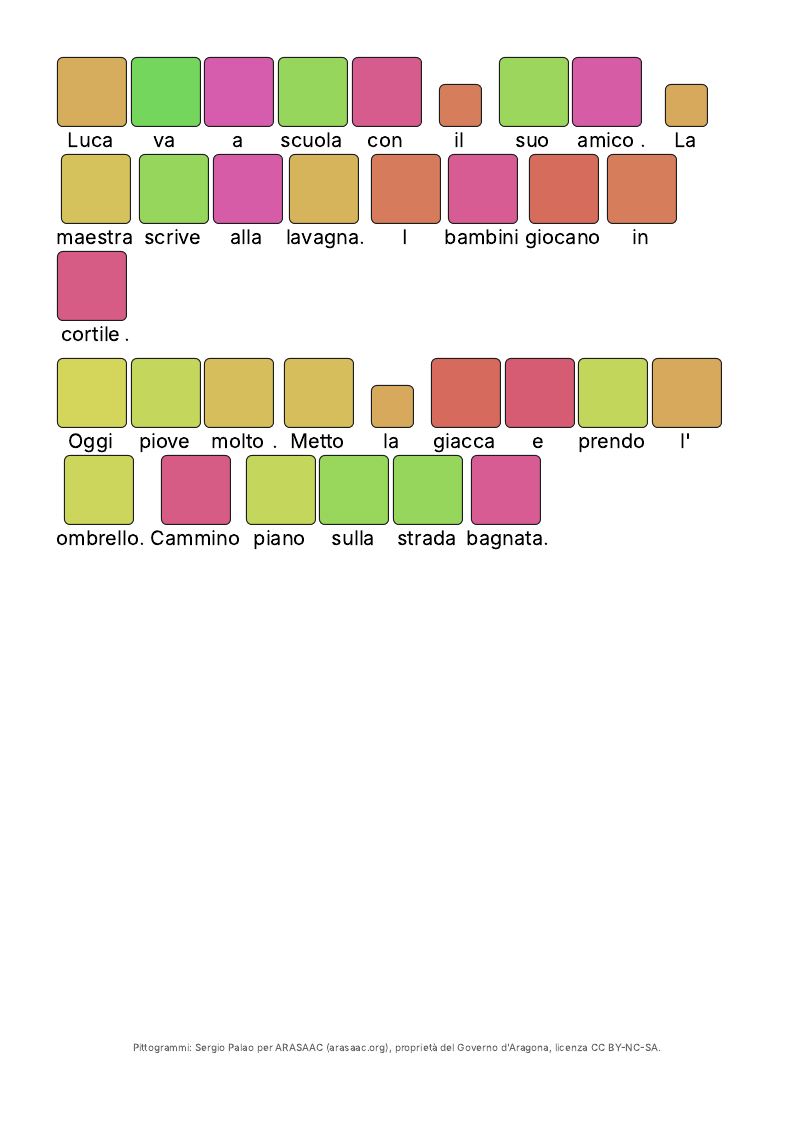 Luca va a scuola con il suo amico . La
maestra scrive alla lavagna. I bambini giocano in
cortile .
Oggi piove molto . Metto la giacca e prendo l'
ombrello. Cammino piano sulla strada bagnata.
Pittogrammi: Sergio Palao per ARASAAC (arasaac.org), proprietà del Governo d'Aragona, licenza CC BY-NC-SA.